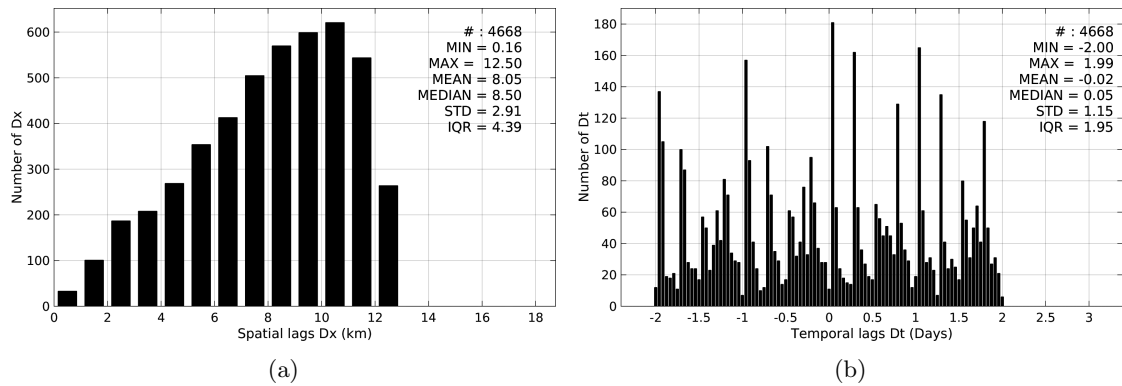 600
500
400
300
200
100
0
Number of Dx
0 2 4 6 8 10 12 14 16 18
Spatial lags Dx (km)
# : 4668
MIN = 0.16
MAX = 12.50
MEAN = 8.05
MEDIAN = 8.50
STD = 2.91
IQR = 4.39
(a)
180
160
140
120
100
80
60
40
20
0
Number of Dt
-2 -1.5 -1 -0.5 0 0.5 1 1.5 2 2.5 3
Temporal lags Dt (Days)
# : 4668
MIN = -2.00
MAX = 1.99
MEAN = -0.02
MEDIAN = 0.05
STD = 1.15
IQR = 1.95
(b)